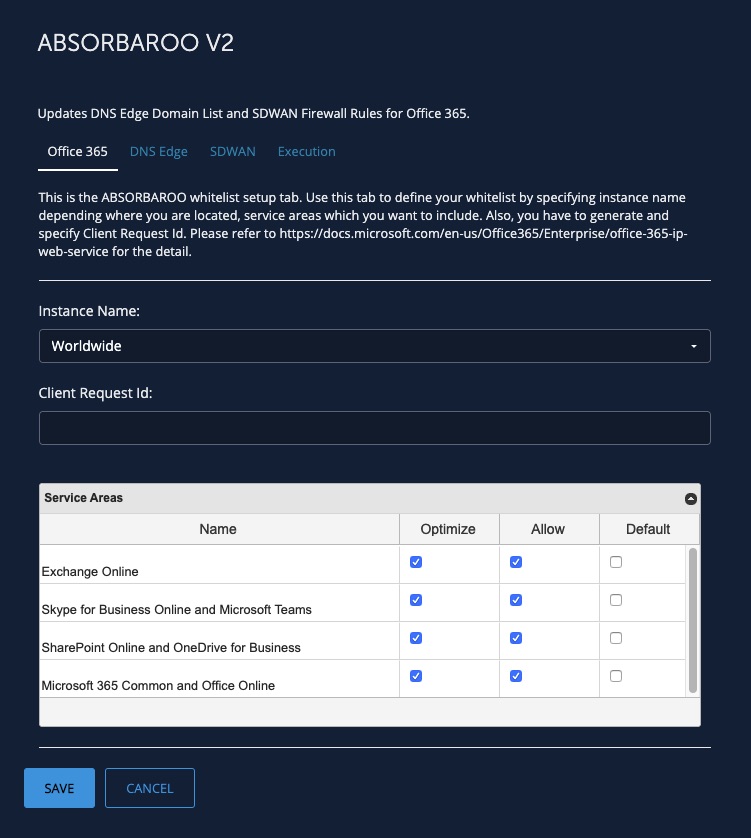 ABSORBAROO V2
Updates DNS Edge Domain List and SDWAN Firewall Rules for Office 365.
Office 365 DNS Edge SDWAN Execution
This is the ABSORBAROO whitelist setup tab. Use this tab to define your whitelist by specifying instance name
depending where you are located, service areas which you want to include. Also, you have to generate and
specify Client Request Id. Please refer to https://docs.microsoft.com/en-us/Office365/Enterprise/office-365-ip-
web-service for the detail.
Instance Name:
Worldwide
Client Request Id:
Service Areas
Name Optimize Allow Default
Exchange Online
Skype for Business Online and Microsoft Teams
SharePoint Online and OneDrive for Business
Microsoft 365 Common and Office Online
SAVE CANCEL